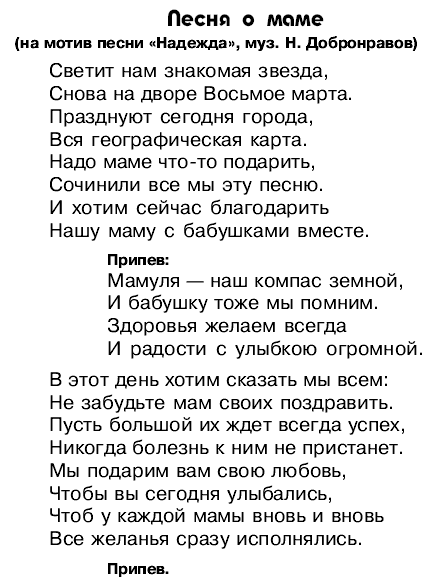 Песня о маме
(на мотив песни «Надежда», муз. Н. Добронравов)
Светит нам знакомая звезда,
Снова на дворе Восьмое марта.
Празднуют сегодня города,
Вся географическая карта.
Надо маме что-то подарить,
Сочинили все мы эту песню.
И хотим сейчас благодарить
Нашу маму с бабушками вместе.
Припев:
Мамуля — наш компас земной,
И бабушку тоже мы помним.
Здоровья желаем всегда
И радости с улыбкою огромной.
В этот день хотим сказать мы всем:
Не забудьте мам своих поздравить.
Пусть большой их ждет всегда успех,
Никогда болезнь к ним не пристанет.
Мы подарим вам свою любовь,
Чтобы вы сегодня улыбались,
Чтоб у каждой мамы вновь и вновь
Все желанья сразу исполнялись.
Припев.